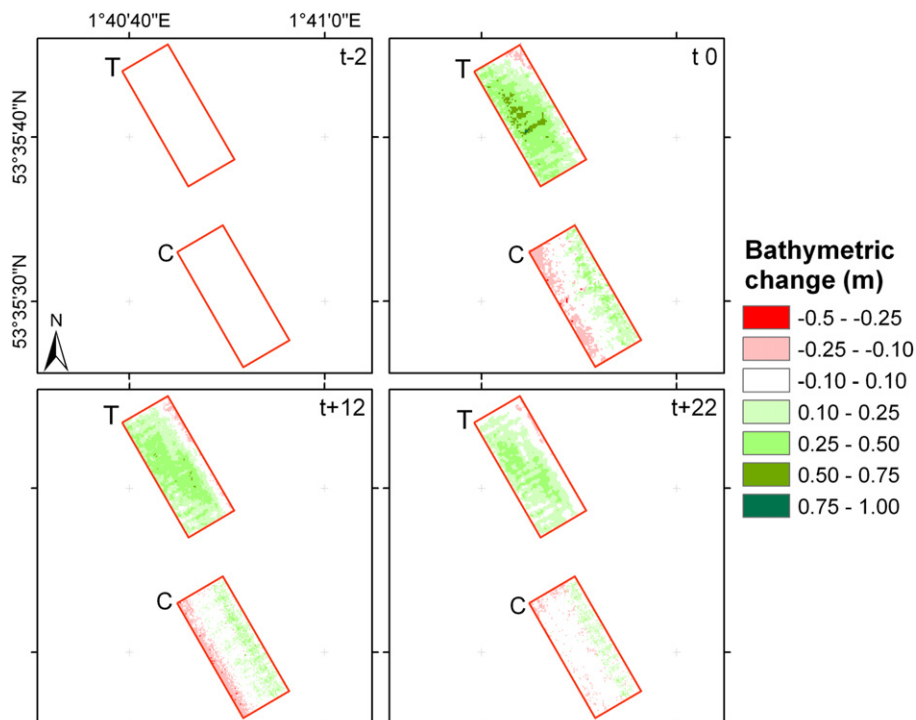 1°40'40"E
1°41'0"E
t-2
T
C
53°35'40"N
53°35'30"N
N
t 0
T
C
t+12
T
C
t+22
T
C
Bathymetric
change (m)
-0.5 - -0.25
-0.25 - -0.10
-0.10 - 0.10
0.10 - 0.25
0.25 - 0.50
0.50 - 0.75
0.75 - 1.00